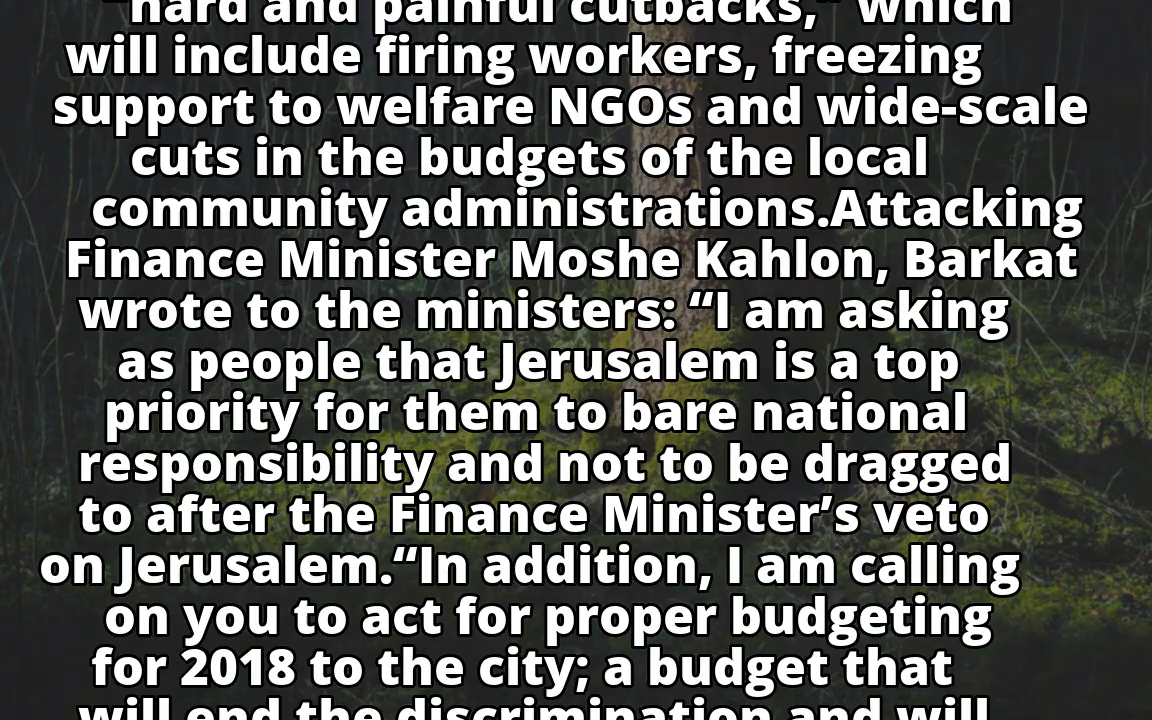 "hard and painful cutbacks," which
will include firing workers, freezing
support to welfare NGOs and wide-scale
cuts in the budgets of the local
community administrations.Attacking
Finance Minister Moshe Kahlon, Barkat
wrote to the ministers: “I am asking
as people that Jerusalem is a top
priority for them to bare national
responsibility and not to be dragged
to after the Finance Minister’s veto
on Jerusalem.“In addition, I am calling
on you to act for proper budgeting
for 2018 to the city; a budget that
will end the discrimination and will